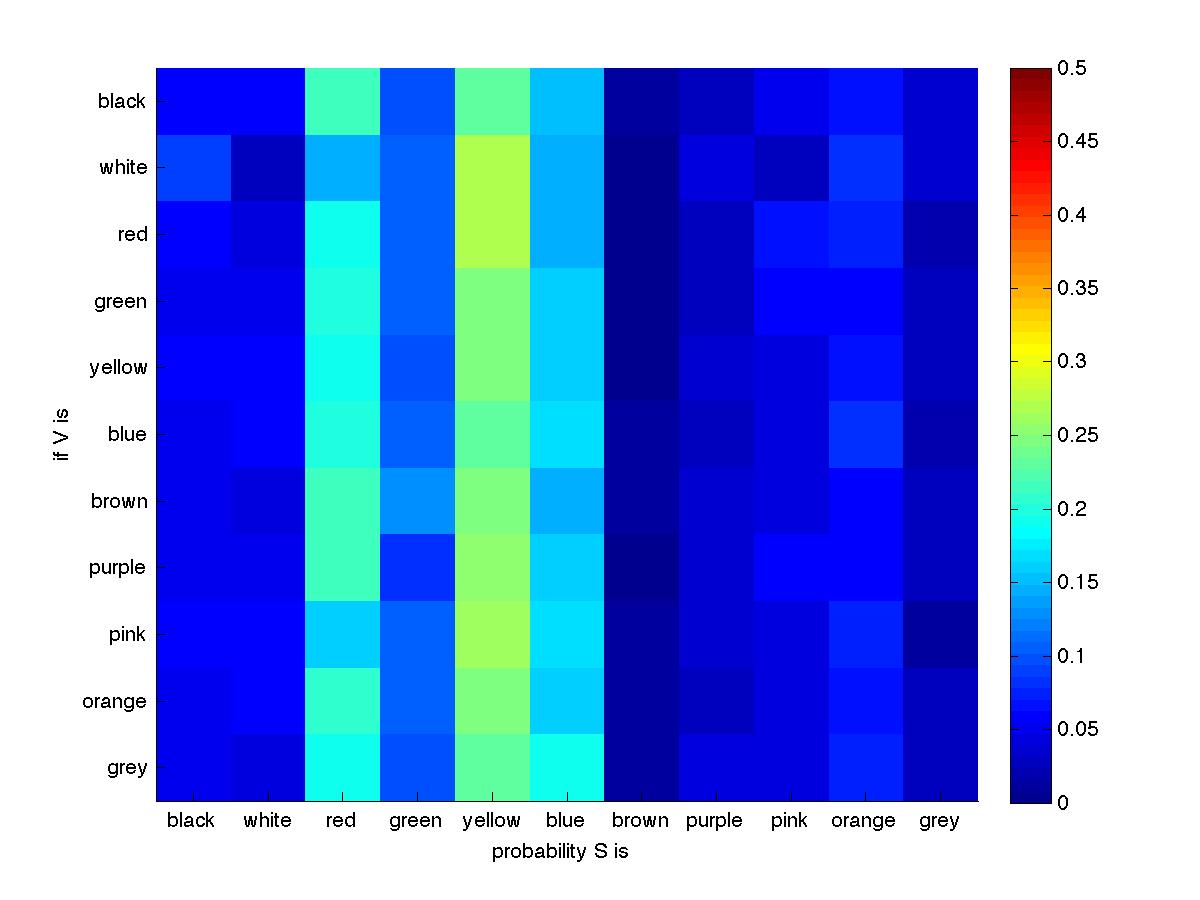 black
white
red
green
yellow
blue
brown
purple
pink
orange
grey
if V is
black white red green yellow blue brown purple pink orange grey
probability S is
0.5
0.45
0.4
0.35
0.3
0.25
0.2
0.15
0.1
0.05
0